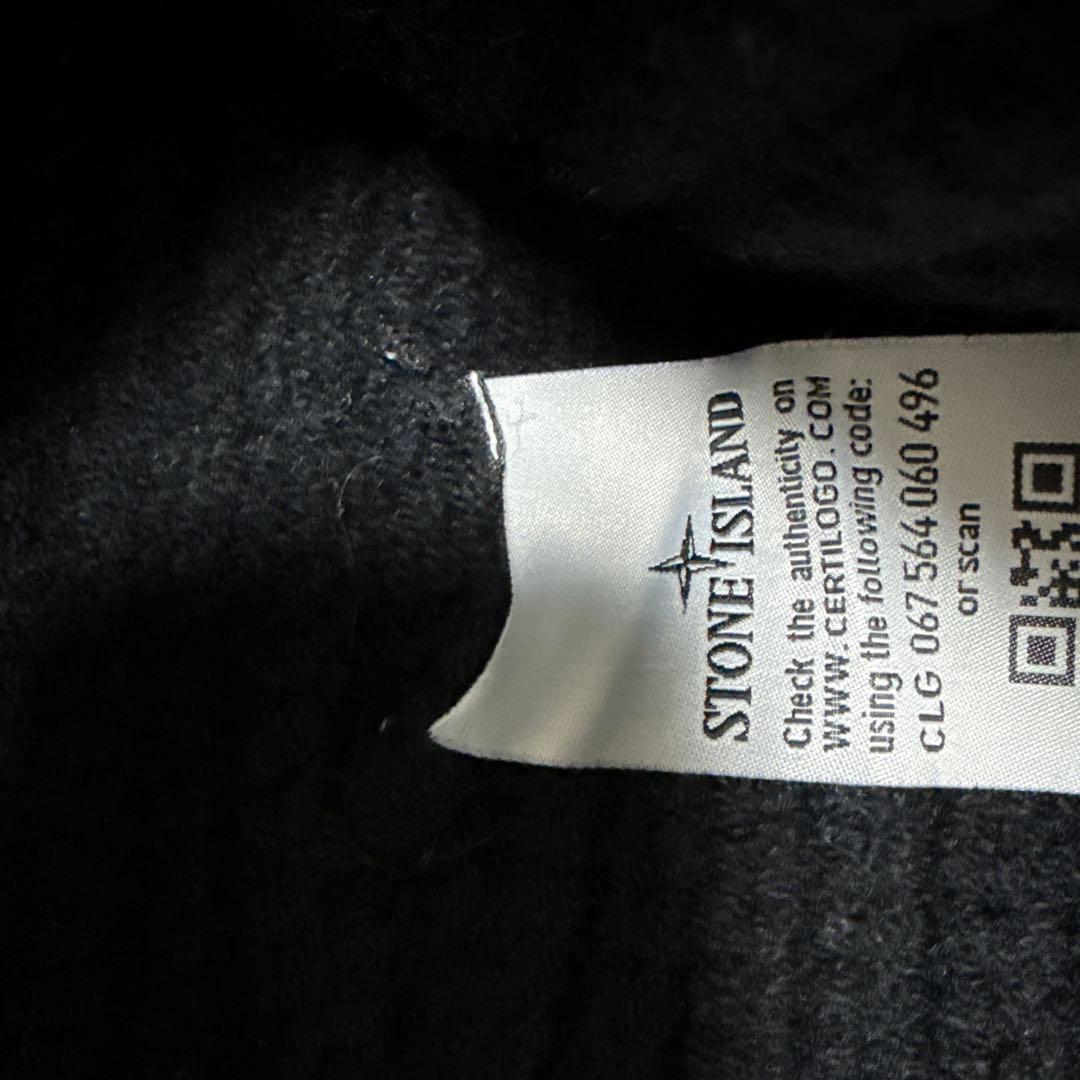 STONE ISLAND
Check the authenticity on
WWW.CERTILOGO.COM
using the following code:
CLG 067 564 060 496
or scan